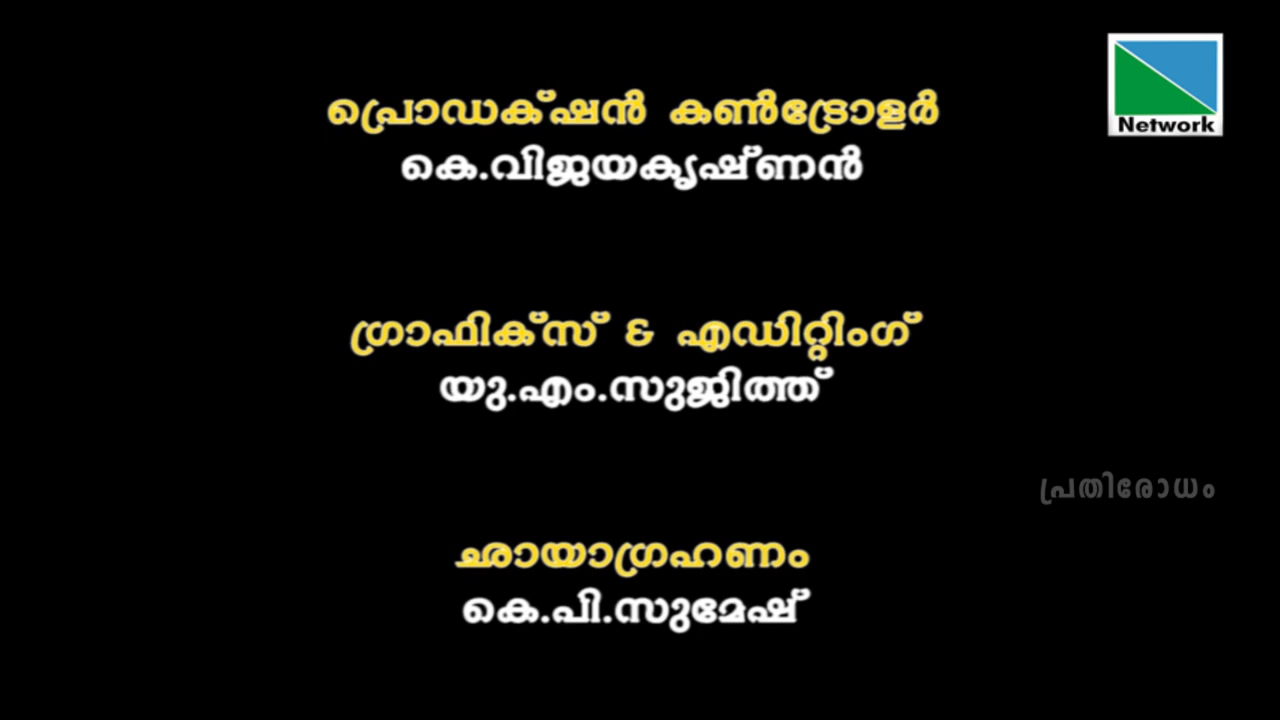 Network
പ്രൊഡക്ഷൻ കൺട്രോളർ
കെ.വിജയകൃഷ്ണൻ
ഗ്രാഫിക്സ് & എഡിറ്റിംഗ്
യു.എം.സുജിത്ത്
പ്രതിരോധം
ഛായാഗ്രഹണം
കെ.പി.സുമേഷ്